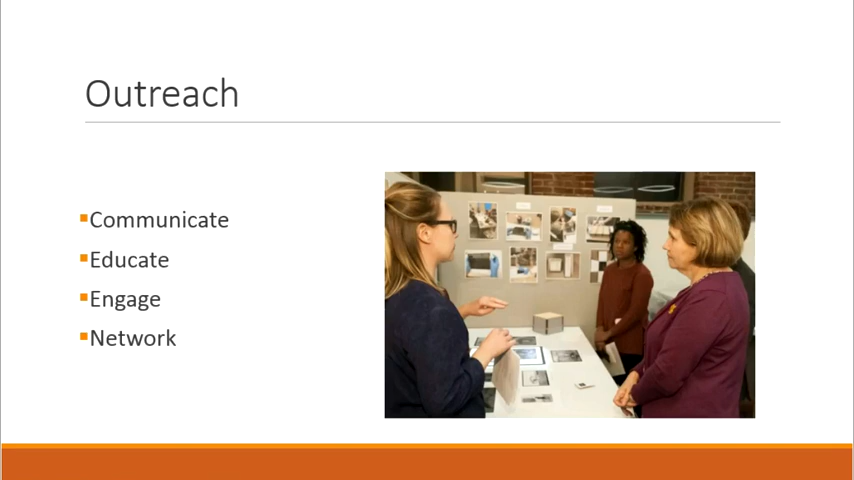 Outreach
Communicate
Educate
Engage
Network